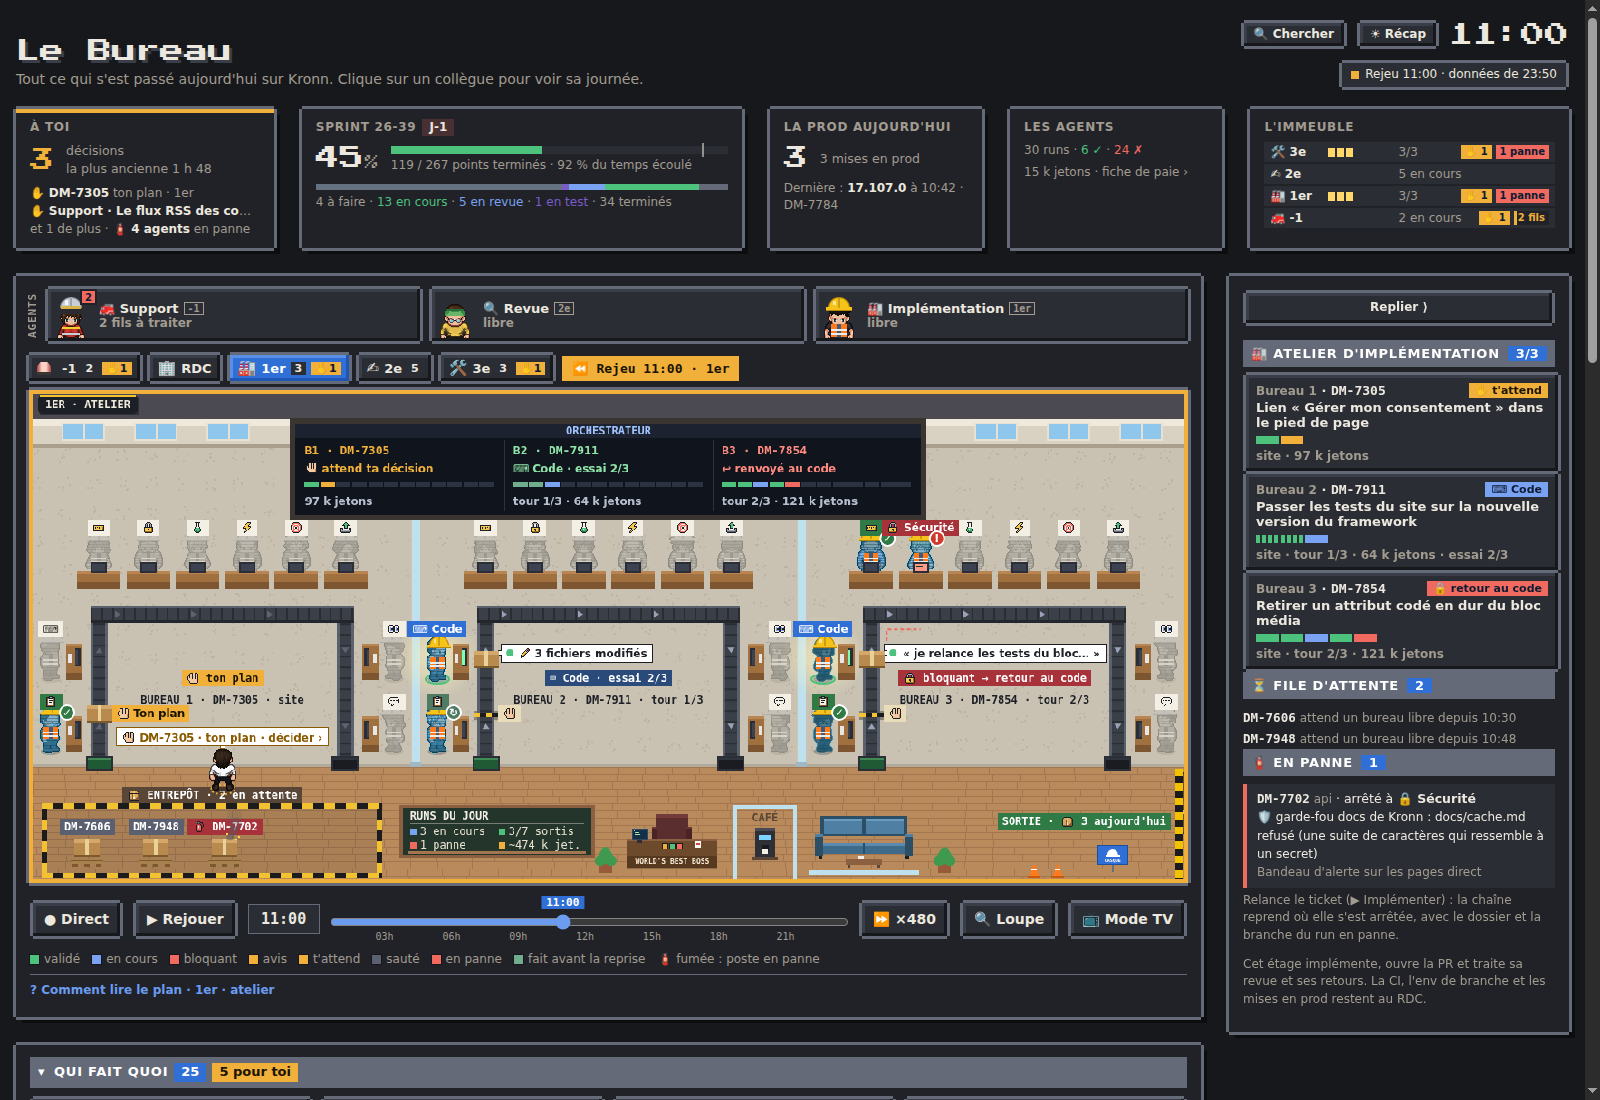 Le Bureau
Tout ce qui s'est passé aujourd'hui sur Kronn. Clique sur un collègue pour voir sa journée.
Chercher
Récap
11:00
Rejeu 11:00 · données de 23:50
À TOI
3 décisions
la plus ancienne 1 h 48
DM-7305 ton plan · 1er
Support · Le flux RSS des co…
et 1 de plus · 4 agents en panne
SPRINT 26-39 J-1
45%
119 / 267 points terminés · 92 % du temps écoulé
4 à faire · 13 en cours · 5 en revue · 1 en test · 34 terminés
LA PROD AUJOURD'HUI
3 3 mises en prod
Dernière : 17.107.0 à 10:42 ·
DM-7784
LES AGENTS
30 runs · 6 ✓ · 24 ✗
15 k jetons · fiche de paie ›
L'IMMEUBLE
3e 3/3 1 1 panne
2e 5 en cours
1er 3/3 1 1 panne
-1 2 en cours 1 2 fils
AGENTS
2
Support -1
2 fils à traiter
Revue 2e
libre
Implémentation 1er
libre
-1 2 1
RDC
1er 3 1
2e 5
3e 3 1
Rejeu 11:00 · 1er
1ER · ATELIER
ORCHESTRATEUR
B1 · DM-7305
attend ta décision
97 k jetons
B2 · DM-7911
Code · essai 2/3
tour 1/3 · 64 k jetons
B3 · DM-7854
renvoyé au code
tour 2/3 · 121 k jetons
Sécurité
Code
Code
3 fichiers modifiés
« je relance les tests du bloc… »
ton plan
Code · essai 2/3
bloquant → retour au code
BUREAU 1 · DM-7305 · site
BUREAU 2 · DM-7911 · tour 1/3
BUREAU 3 · DM-7854 · tour 2/3
Ton plan
DM-7305 · ton plan · décider ›
ENTREPÔT · 2 en attente
DM-7606
DM-7948
DM-7702
RUNS DU JOUR
3 en cours 3/7 sortis
1 panne ~474 k jet.
WORLD'S BEST BOSS
CAFÉ
SORTIE · 3 aujourd'hui
● Direct
▶ Rejouer
11:00
11:00
03h 06h 09h 12h 15h 18h 21h
×480
Loupe
Mode TV
validé en cours bloquant avis t'attend sauté en panne fait avant la reprise fumée : poste en panne
? Comment lire le plan · 1er · atelier
▾ QUI FAIT QUOI 25 5 pour toi
Replier ⟩
ATELIER D'IMPLÉMENTATION 3/3
Bureau 1 · DM-7305 t'attend
Lien « Gérer mon consentement » dans
le pied de page
site · 97 k jetons
Bureau 2 · DM-7911 Code
Passer les tests du site sur la nouvelle
version du framework
site · tour 1/3 · 64 k jetons · essai 2/3
Bureau 3 · DM-7854 retour au code
Retirer un attribut codé en dur du bloc
média
site · tour 2/3 · 121 k jetons
FILE D'ATTENTE 2
DM-7606 attend un bureau libre depuis 10:30
DM-7948 attend un bureau libre depuis 10:48
EN PANNE 1
DM-7702 api · arrêté à Sécurité
garde-fou docs de Kronn : docs/cache.md
refusé (une suite de caractères qui ressemble à
un secret)
Bandeau d'alerte sur les pages direct
Relance le ticket (▶ Implémenter) : la chaîne
reprend où elle s'est arrêtée, avec le dossier et la
branche du run en panne.
Cet étage implémente, ouvre la PR et traite sa
revue et ses retours. La CI, l'env de branche et les
mises en prod restent au RDC.